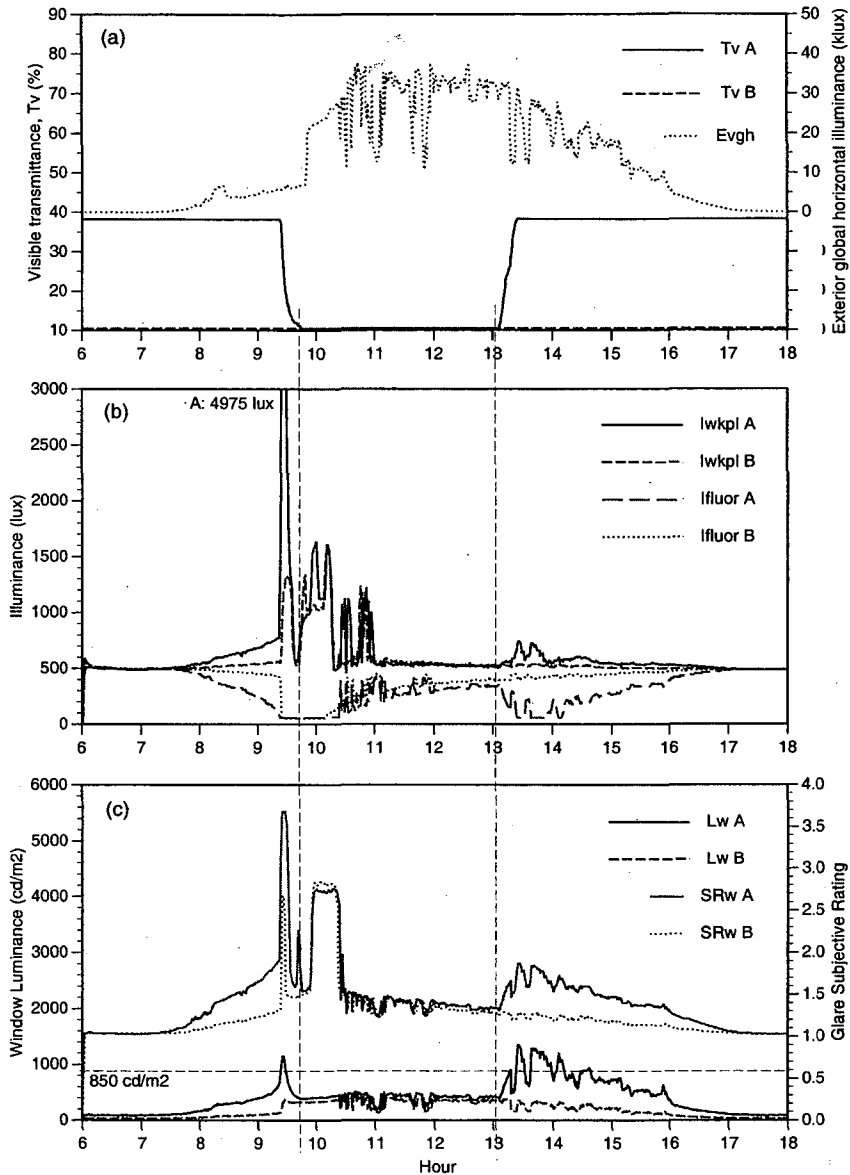 (a)
Tv A
Tv B
Evgh
Visible transmittance, Tv (%)
90
80
70
60
50
40
30
20
10
Exterior global horizontal illuminance (klux)
50
40
30
20
10
0
6 7 8 9 10 11 12 13 14 15 16 17 18
(b)
A: 4975 lux
Iwkpl A
Iwkpl B
Ifluor A
Ifluor B
Illuminance (lux)
3000
2500
2000
1500
1000
500
0
6 7 8 9 10 11 12 13 14 15 16 17 18
(c)
Lw A
Lw B
SRw A
SRw B
Window Luminance (cd/m2)
6000
5000
4000
3000
2000
1000
0
850 cd/m2
Glare Subjective Rating
4.0
3.5
3.0
2.5
2.0
1.5
1.0
0.5
0.0
6 7 8 9 10 11 12 13 14 15 16 17 18
Hour